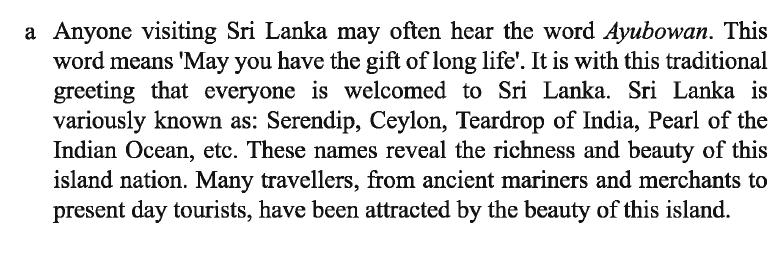 a Anyone visiting Sri Lanka may often hear the word Ayubowan. This
word means 'May you have the gift of long life'. It is with this traditional
greeting that everyone is welcomed to Sri Lanka. Sri Lanka is
variously known as: Serendip, Ceylon, Teardrop of India, Pearl of the
Indian Ocean, etc. These names reveal the richness and beauty of this
island nation. Many travellers, from ancient mariners and merchants to
present day tourists, have been attracted by the beauty of this island.